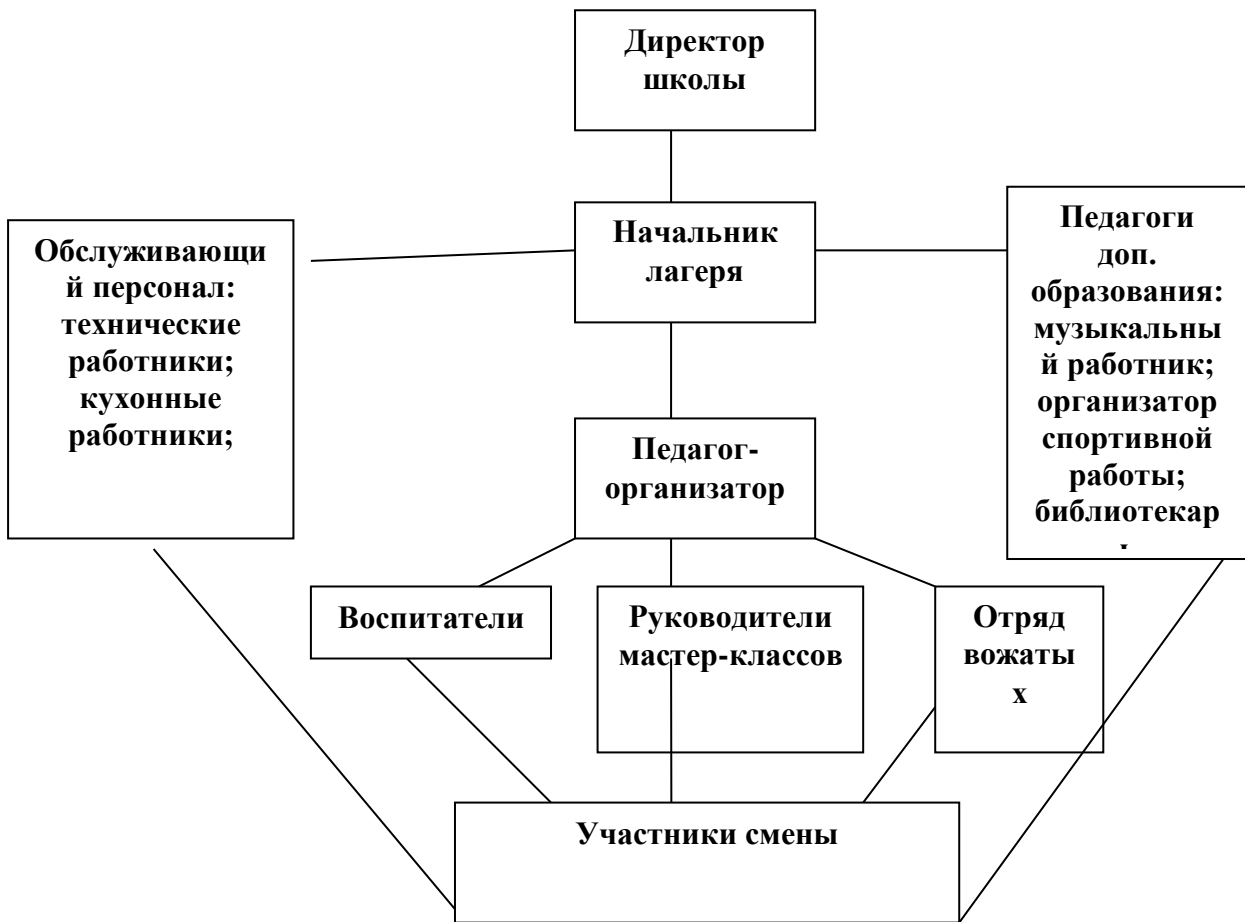 Директор
школы
Начальник
лагеря
Обслуживающи
й персонал:
технические
работники;
кухонные
работники;
Педагоги
доп.
образования:
музыкальны
й работник;
организатор
спортивной
работы;
библиотекар
Педагог-
организатор
Воспитатели
Руководители
мастер-классов
Отряд
вожаты
х
Участники смены